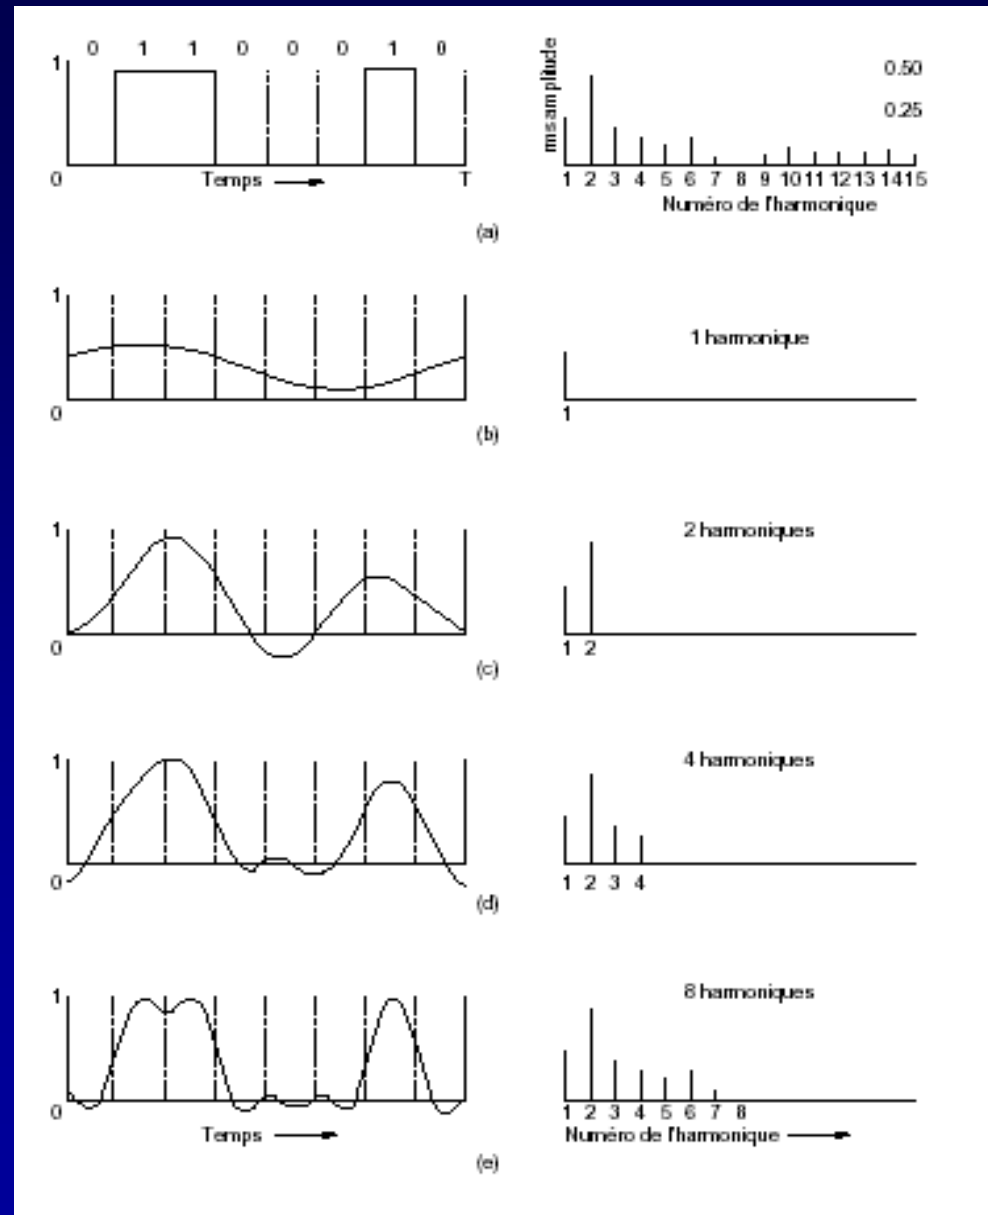 0 1 1 0 0 0 1 0
1
0
Temps
T
rms amplitude
0.50
0.25
1 2 3 4 5 6 7 8 9 10 11 12 13 14 15
Numéro de l'harmonique
(a)
1
0
1 harmonique
1
(b)
1
0
2 harmoniques
1 2
(c)
1
0
4 harmoniques
1 2 3 4
(d)
1
0
Temps
8 harmoniques
1 2 3 4 5 6 7 8
Numéro de l'harmonique
(e)